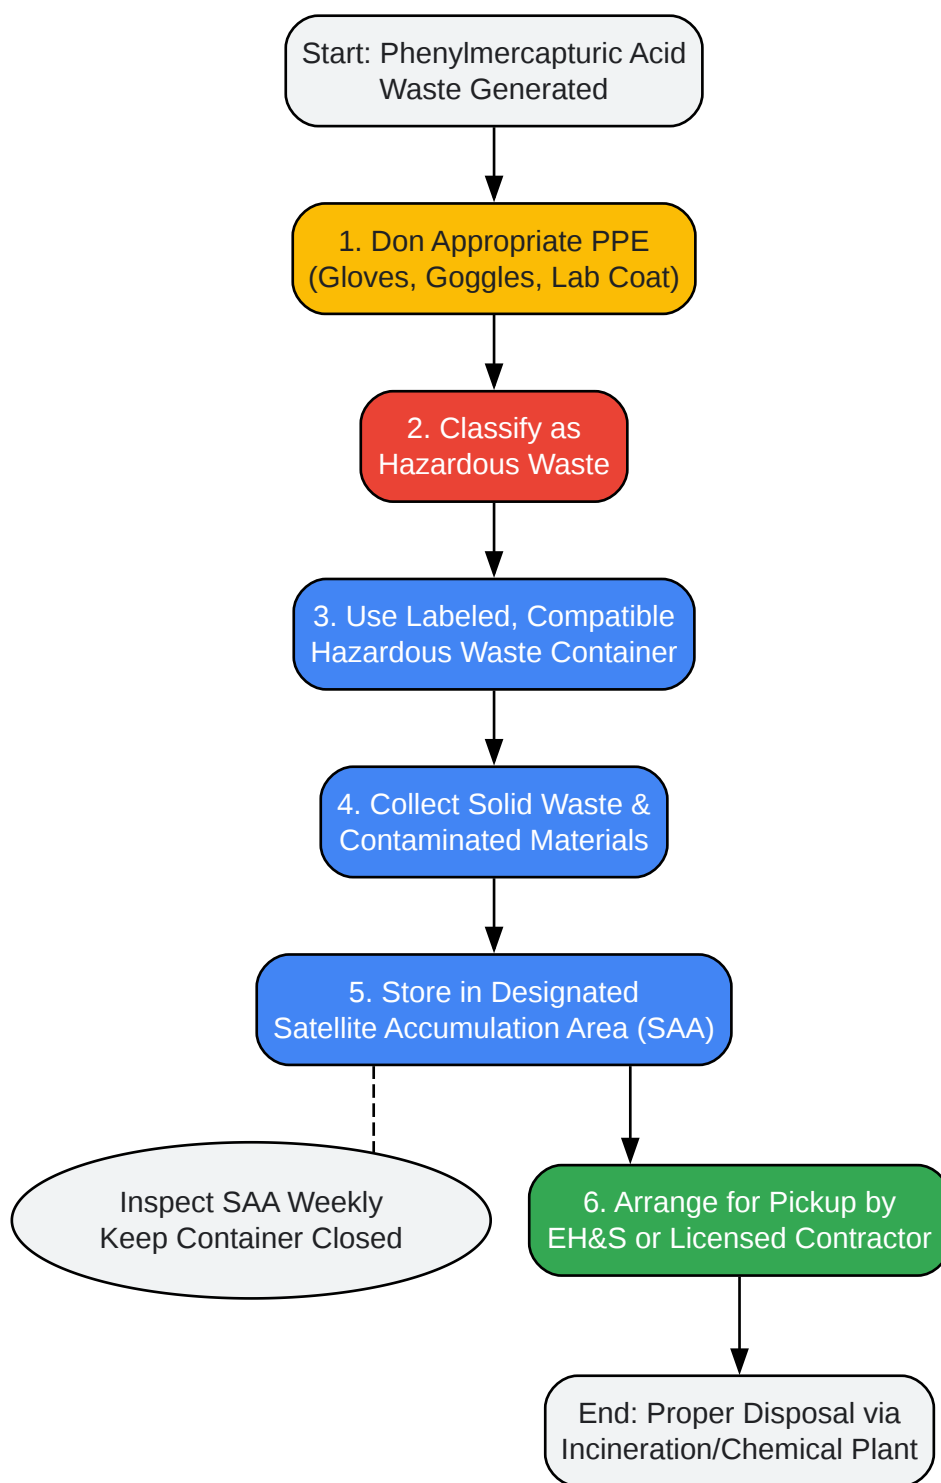 Start: Phenylmercapturic Acid
Waste Generated
1. Don Appropriate PPE
(Gloves, Goggles, Lab Coat)
2. Classify as
Hazardous Waste
3. Use Labeled, Compatible
Hazardous Waste Container
4. Collect Solid Waste &
Contaminated Materials
5. Store in Designated
Satellite Accumulation Area (SAA)
Inspect SAA Weekly
Keep Container Closed
6. Arrange for Pickup by
EH&S or Licensed Contractor
End: Proper Disposal via
Incineration/Chemical Plant